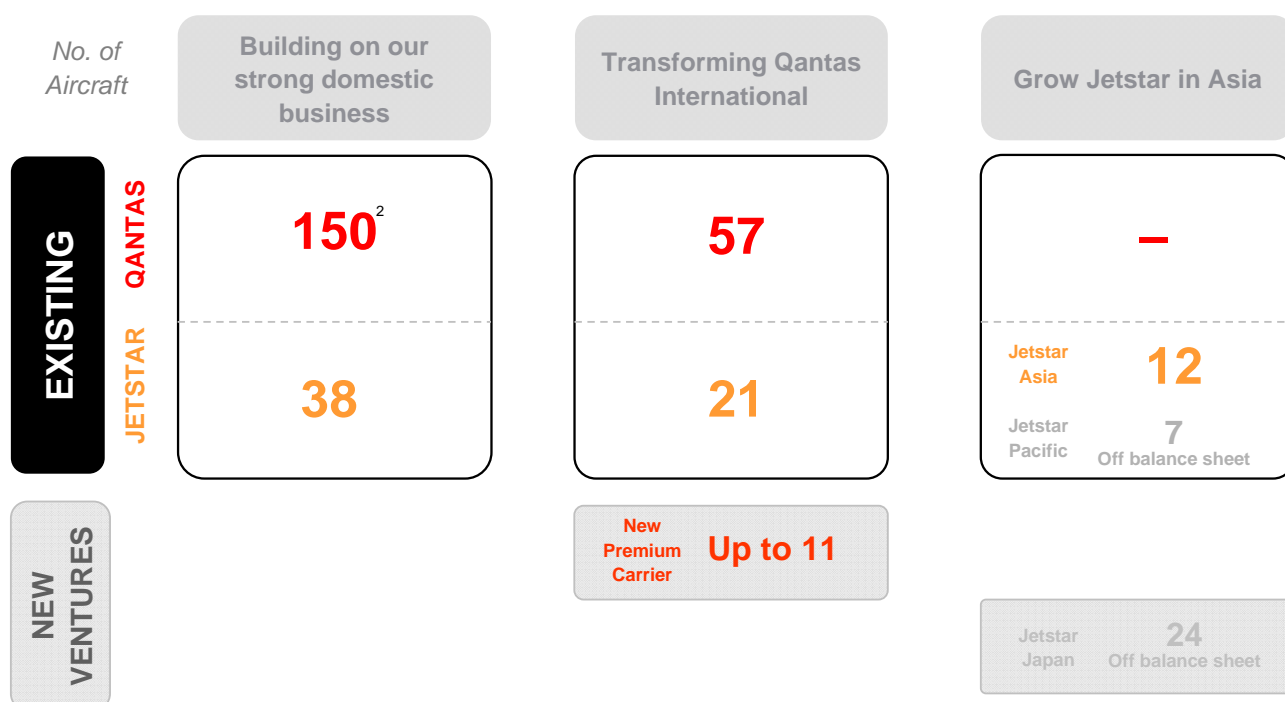 No. of
Aircraft
Building on our
strong domestic
business
Transforming Qantas
International
Grow Jetstar in Asia
EXISTING
QANTAS
150²
57
–
JETSTAR
38
21
Jetstar
Asia
12
Jetstar
Pacific
7
Off balance sheet
NEW
VENTURES
New
Premium
Carrier
Up to 11
Jetstar
Japan
24
Off balance sheet